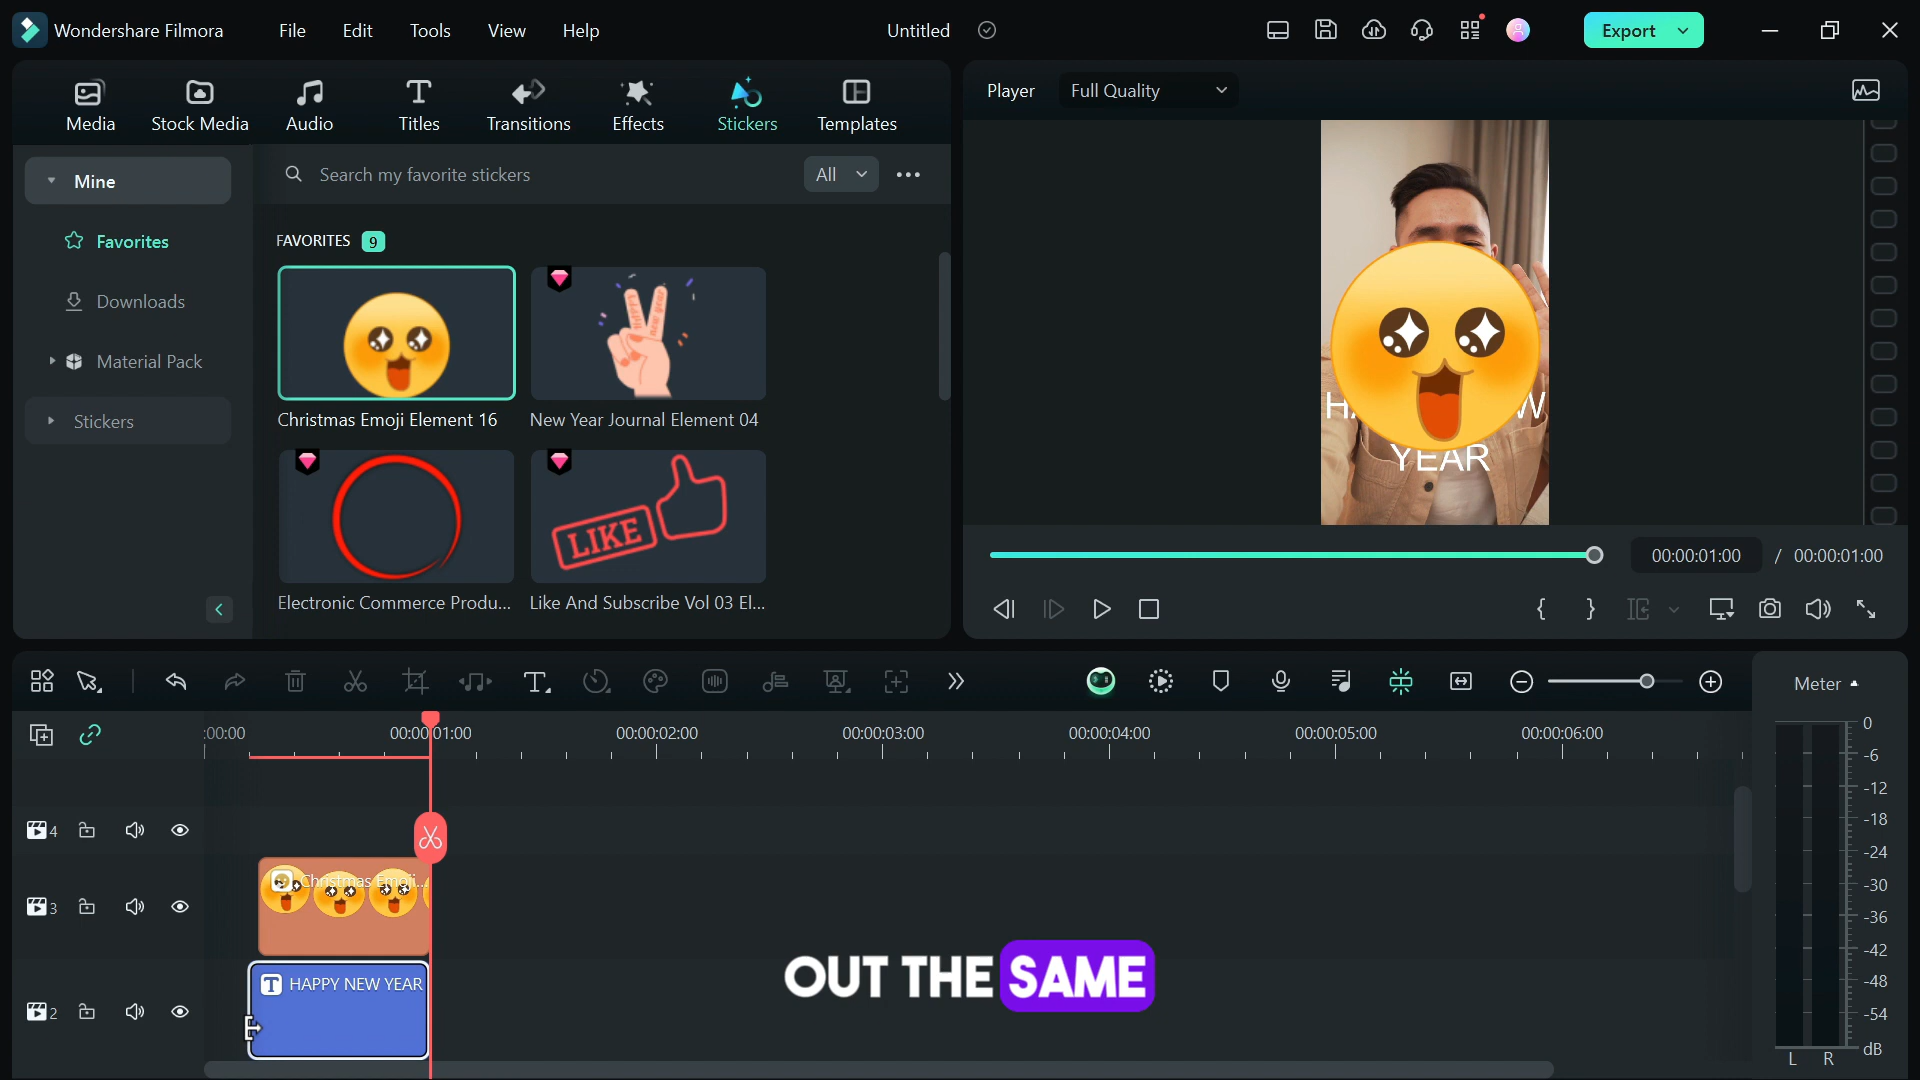 Wondershare Filmora
File
Edit
Tools
View
Help
Untitled
Export
Media
Stock Media
Audio
Titles
Transitions
Effects
Stickers
Templates
Player
Full Quality
Mine
Search my favorite stickers
All
Favorites
Downloads
Material Pack
Stickers
FAVORITES 9
Christmas Emoji Element 16
New Year Journal Element 04
LIKE
Electronic Commerce Produ...
Like And Subscribe Vol 03 El...
YEAR
00:00:01:00 / 00:00:01:00
Meter
:00:00
00:00:01:00
00:00:02:00
00:00:03:00
00:00:04:00
00:00:05:00
00:00:06:00
0
-6
-12
-18
-24
-30
-36
-42
-48
-54
dB
L R
4
3
Christmas Emoji...
2
HAPPY NEW YEAR
OUT THE SAME